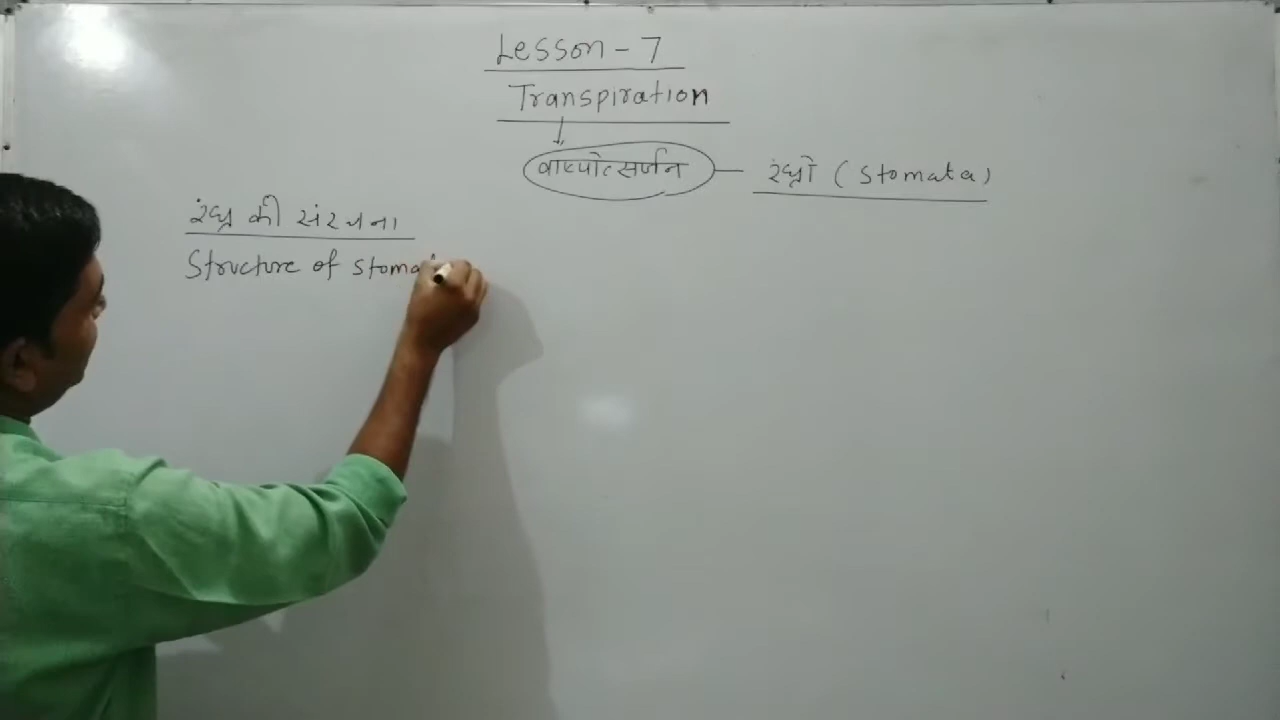 Lesson - 7
Transpiration
वाष्पोत्सर्जन — रंध्रो (Stomata)
रंध्र की संरचना
Structure of stoma